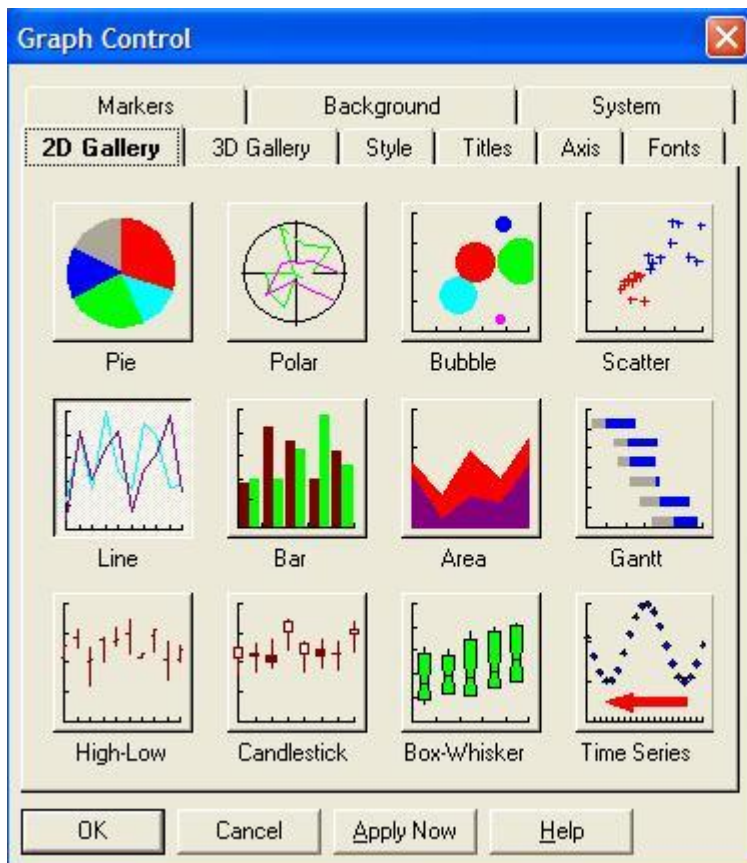 Graph Control
Markers Background System
2D Gallery 3D Gallery Style Titles Axis Fonts
Pie Polar Bubble Scatter
Line Bar Area Gantt
High-Low Candlestick Box-Whisker Time Series
OK Cancel Apply Now Help